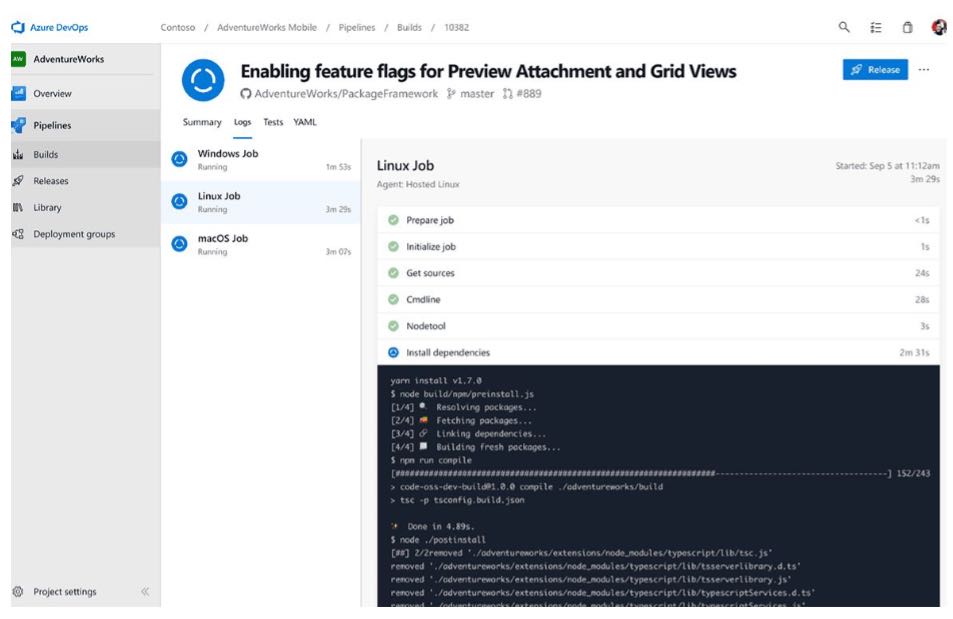 Azure DevOps
Contoso / AdventureWorks Mobile / Pipelines / Builds / 10382
AW AdventureWorks
Overview
Pipelines
Builds
Releases
Library
Deployment groups
Project settings
Enabling feature flags for Preview Attachment and Grid Views
AdventureWorks/PackageFramework master #889
Release
Summary Logs Tests YAML
Windows Job
Running 1m 53s
Linux Job
Running 3m 29s
macOS Job
Running 3m 07s
Linux Job
Agent: Hosted Linux
Started: Sep 5 at 11:12am
3m 29s
Prepare job <1s
Initialize job 1s
Get sources 24s
Cmdline 28s
Nodetool 3s
Install dependencies 2m 31s
yarn install v1.7.0
$ node build/npm/preinstall.js
[1/4] Resolving packages...
[2/4] Fetching packages...
[3/4] Linking dependencies...
[4/4] Building fresh packages...
$ npm run compile
[########################################################################-----------------------------------] 152/243
> code-oss-dev-build@1.0.0 compile ./adventureworks/build
> tsc -p tsconfig.build.json
Done in 4.89s.
$ node ./postinstall
[##] 2/2removed './adventureworks/extensions/node_modules/typescript/lib/tsc.js'
removed './adventureworks/extensions/node_modules/typescript/lib/tsserverlibrary.d.ts'
removed './adventureworks/extensions/node_modules/typescript/lib/tsserverlibrary.js'
removed './adventureworks/extensions/node_modules/typescript/lib/typescriptServices.d.ts'
removed './adventureworks/extensions/node_modules/typescript/lib/typescriptServices.js'